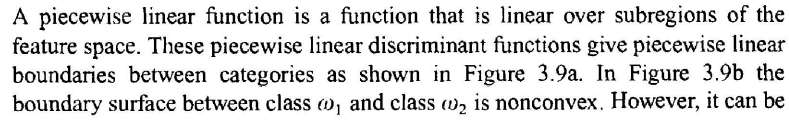 A piecewise linear function is a function that is linear over subregions of the
feature space. These piecewise linear discriminant functions give piecewise linear
boundaries between categories as shown in Figure 3.9a. In Figure 3.9b the
boundary surface between class ω₁ and class ω₂ is nonconvex. However, it can be